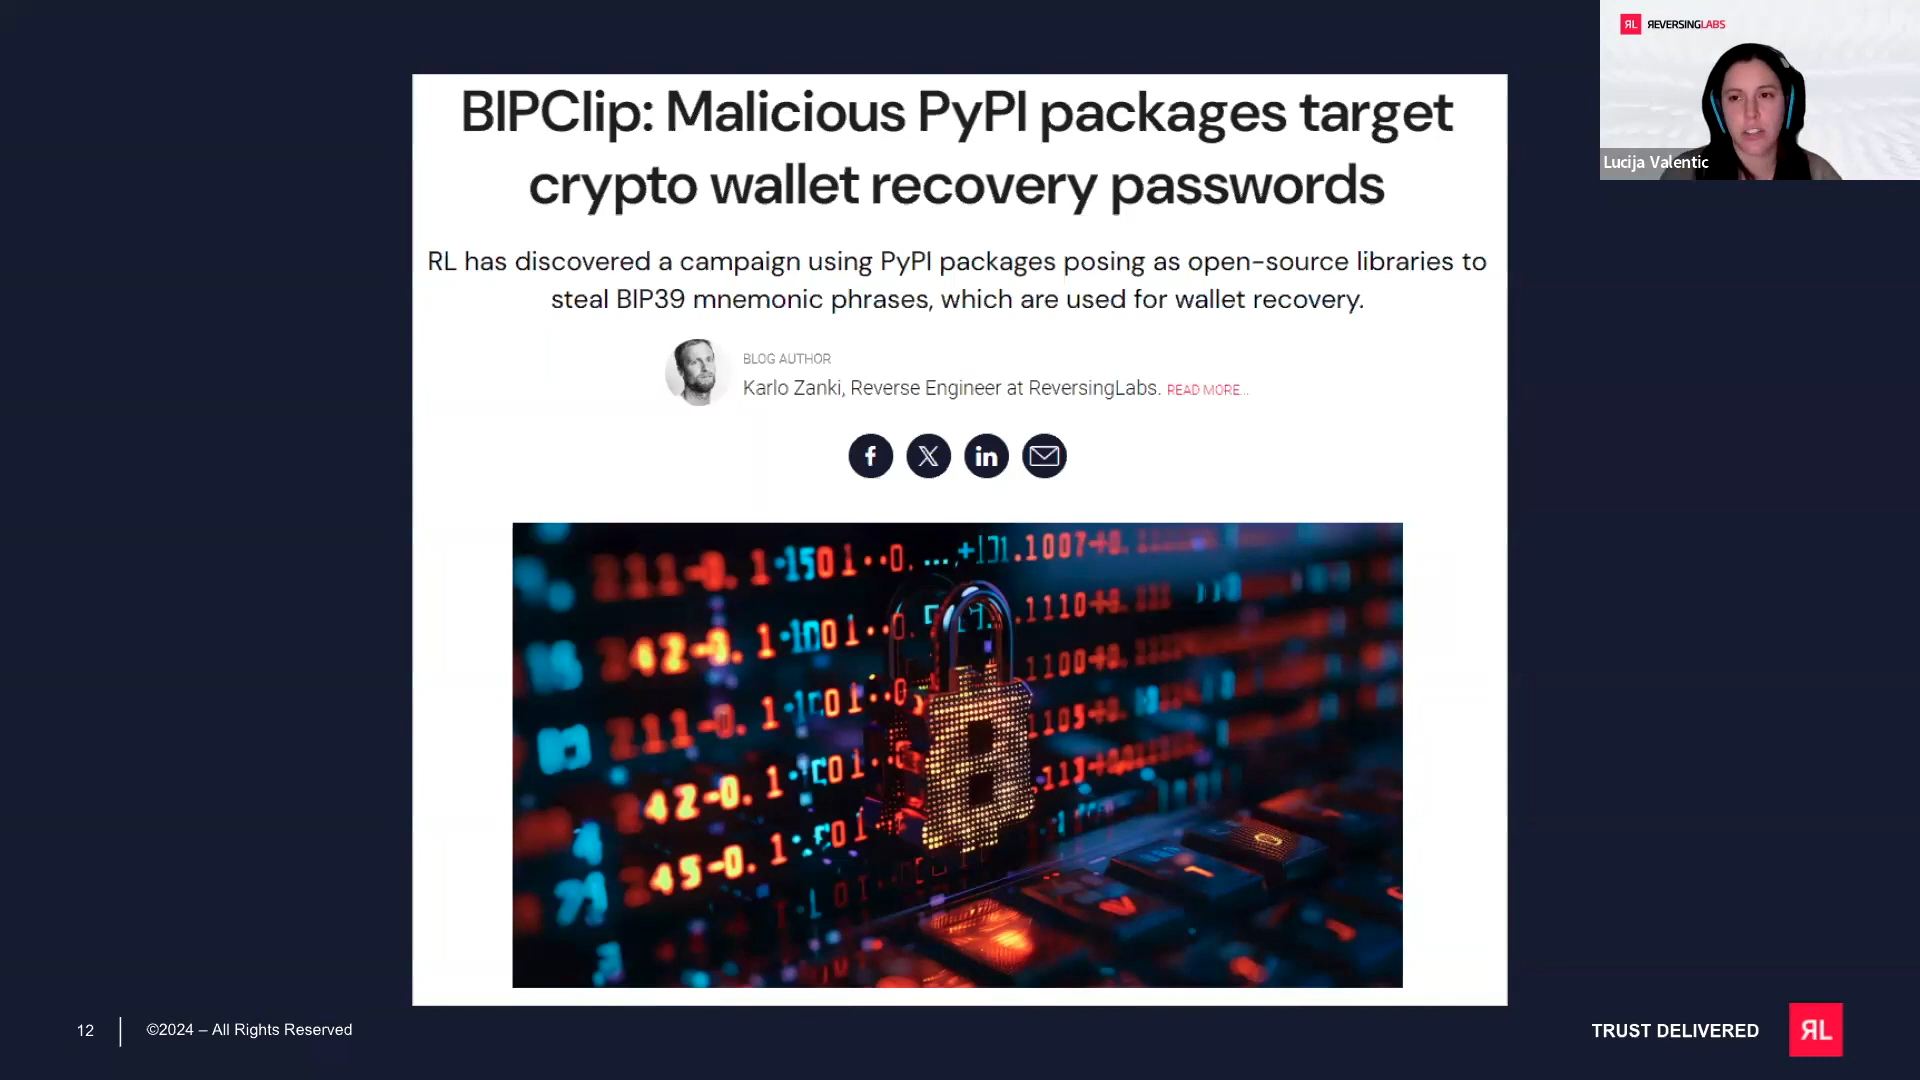 ЯL REVERSINGLABS
Lucija Valentic
BIPClip: Malicious PyPI packages target
crypto wallet recovery passwords
RL has discovered a campaign using PyPI packages posing as open-source libraries to
steal BIP39 mnemonic phrases, which are used for wallet recovery.
BLOG AUTHOR
Karlo Zanki, Reverse Engineer at ReversingLabs. READ MORE...
12
©2024 – All Rights Reserved
TRUST DELIVERED
ЯL